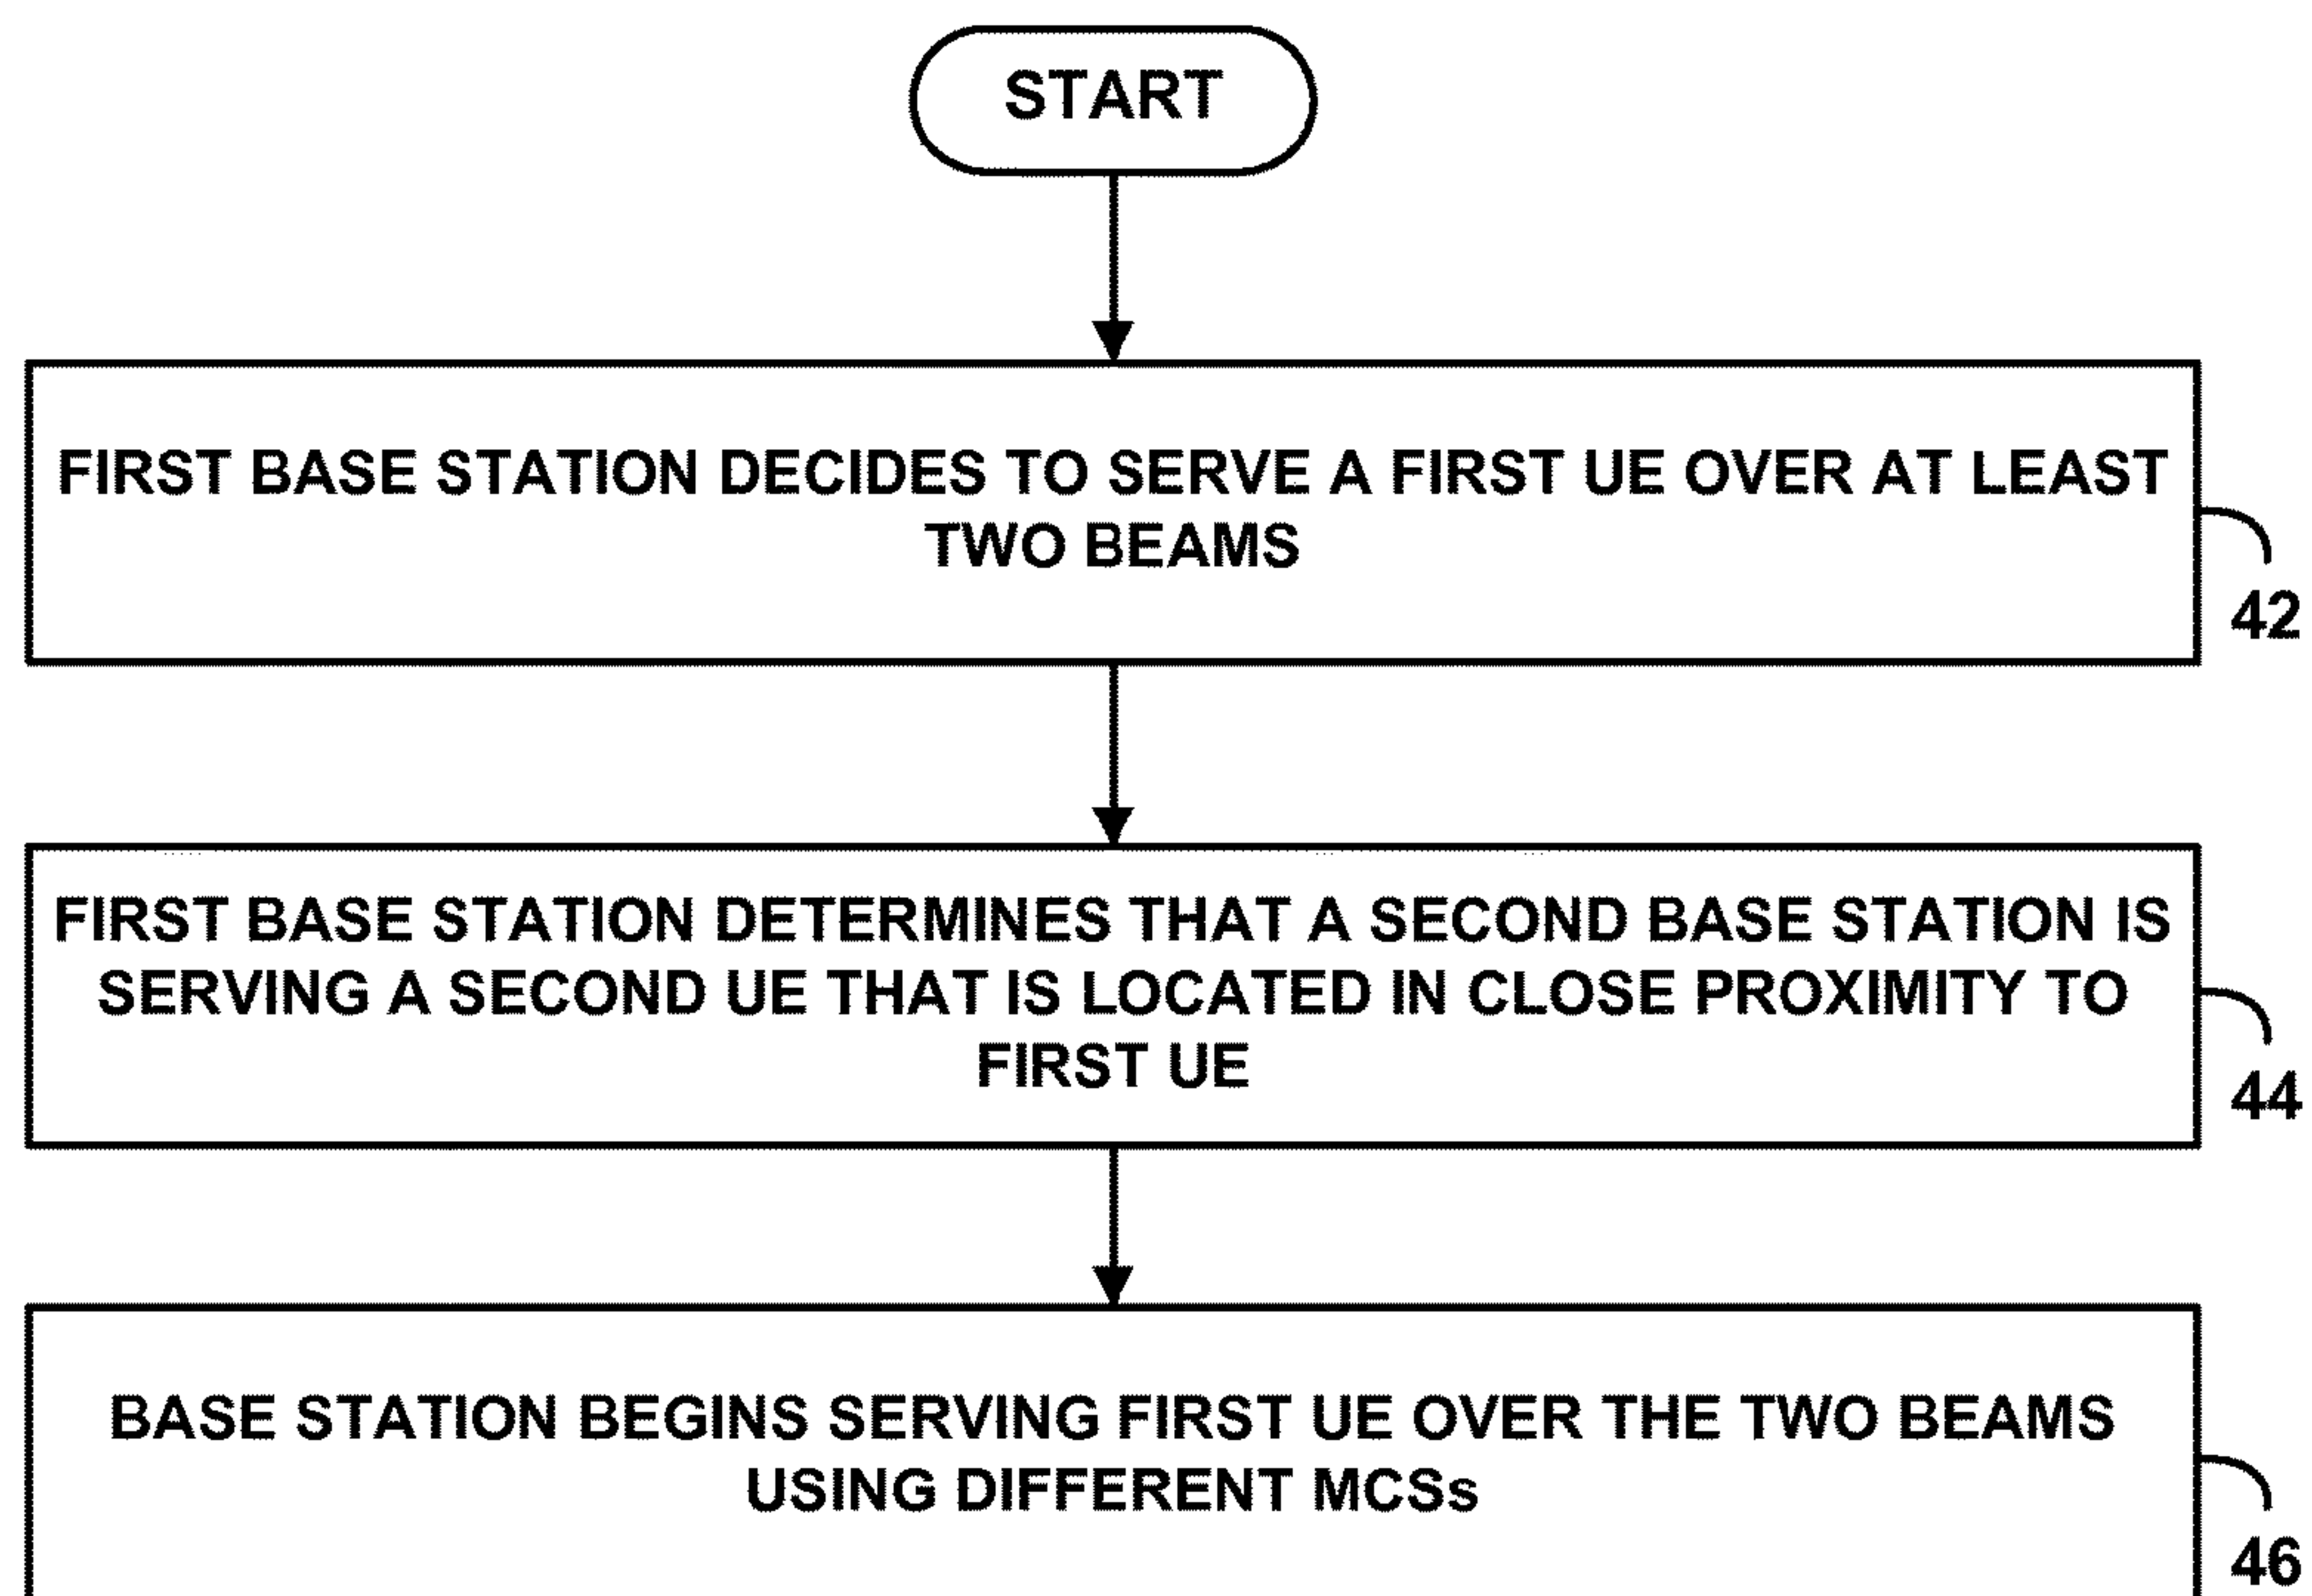 START
FIRST BASE STATION DECIDES TO SERVE A FIRST UE OVER AT LEAST
TWO BEAMS
42
FIRST BASE STATION DETERMINES THAT A SECOND BASE STATION IS
SERVING A SECOND UE THAT IS LOCATED IN CLOSE PROXIMITY TO
FIRST UE
44
BASE STATION BEGINS SERVING FIRST UE OVER THE TWO BEAMS
USING DIFFERENT MCSs
46